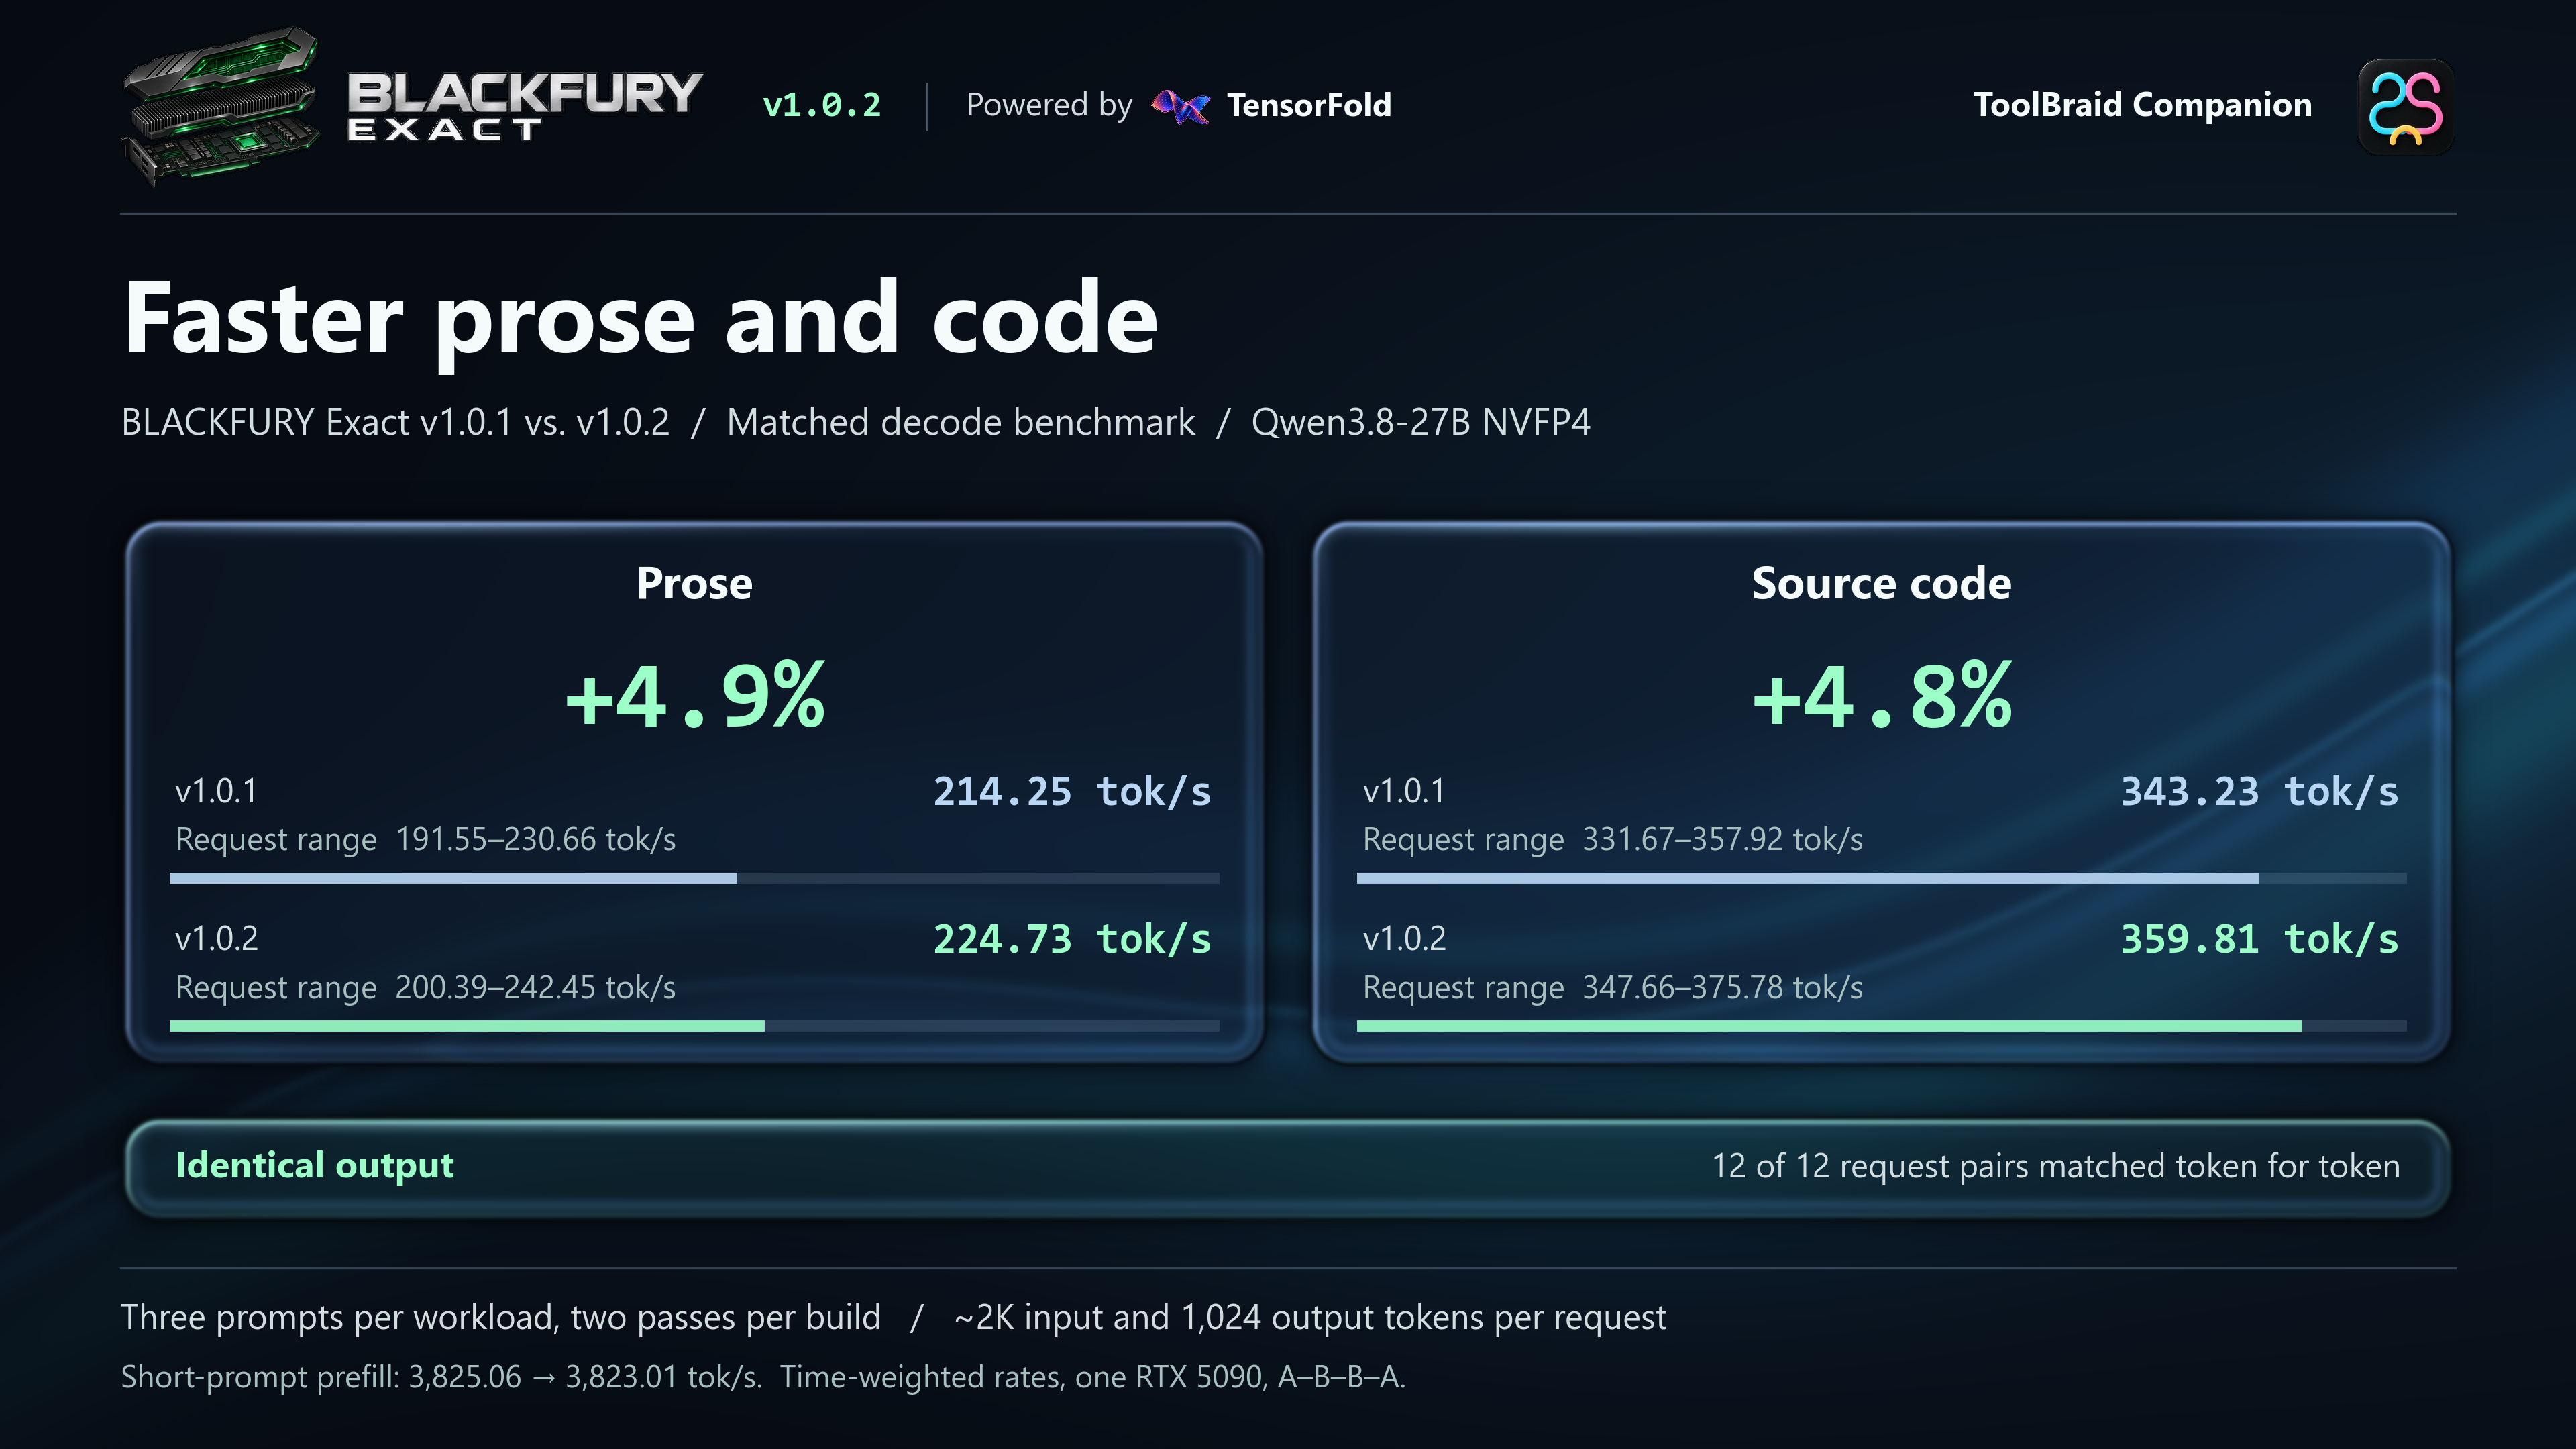 BLACKFURY
EXACT
v1.0.2
Powered by TensorFold
ToolBraid Companion
Faster prose and code
BLACKFURY Exact v1.0.1 vs. v1.0.2 / Matched decode benchmark / Qwen3.8-27B NVFP4
Prose
+4.9%
v1.0.1
214.25 tok/s
Request range 191.55–230.66 tok/s
v1.0.2
224.73 tok/s
Request range 200.39–242.45 tok/s
Source code
+4.8%
v1.0.1
343.23 tok/s
Request range 331.67–357.92 tok/s
v1.0.2
359.81 tok/s
Request range 347.66–375.78 tok/s
Identical output
12 of 12 request pairs matched token for token
Three prompts per workload, two passes per build / ~2K input and 1,024 output tokens per request
Short-prompt prefill: 3,825.06 → 3,823.01 tok/s. Time-weighted rates, one RTX 5090, A–B–B–A.